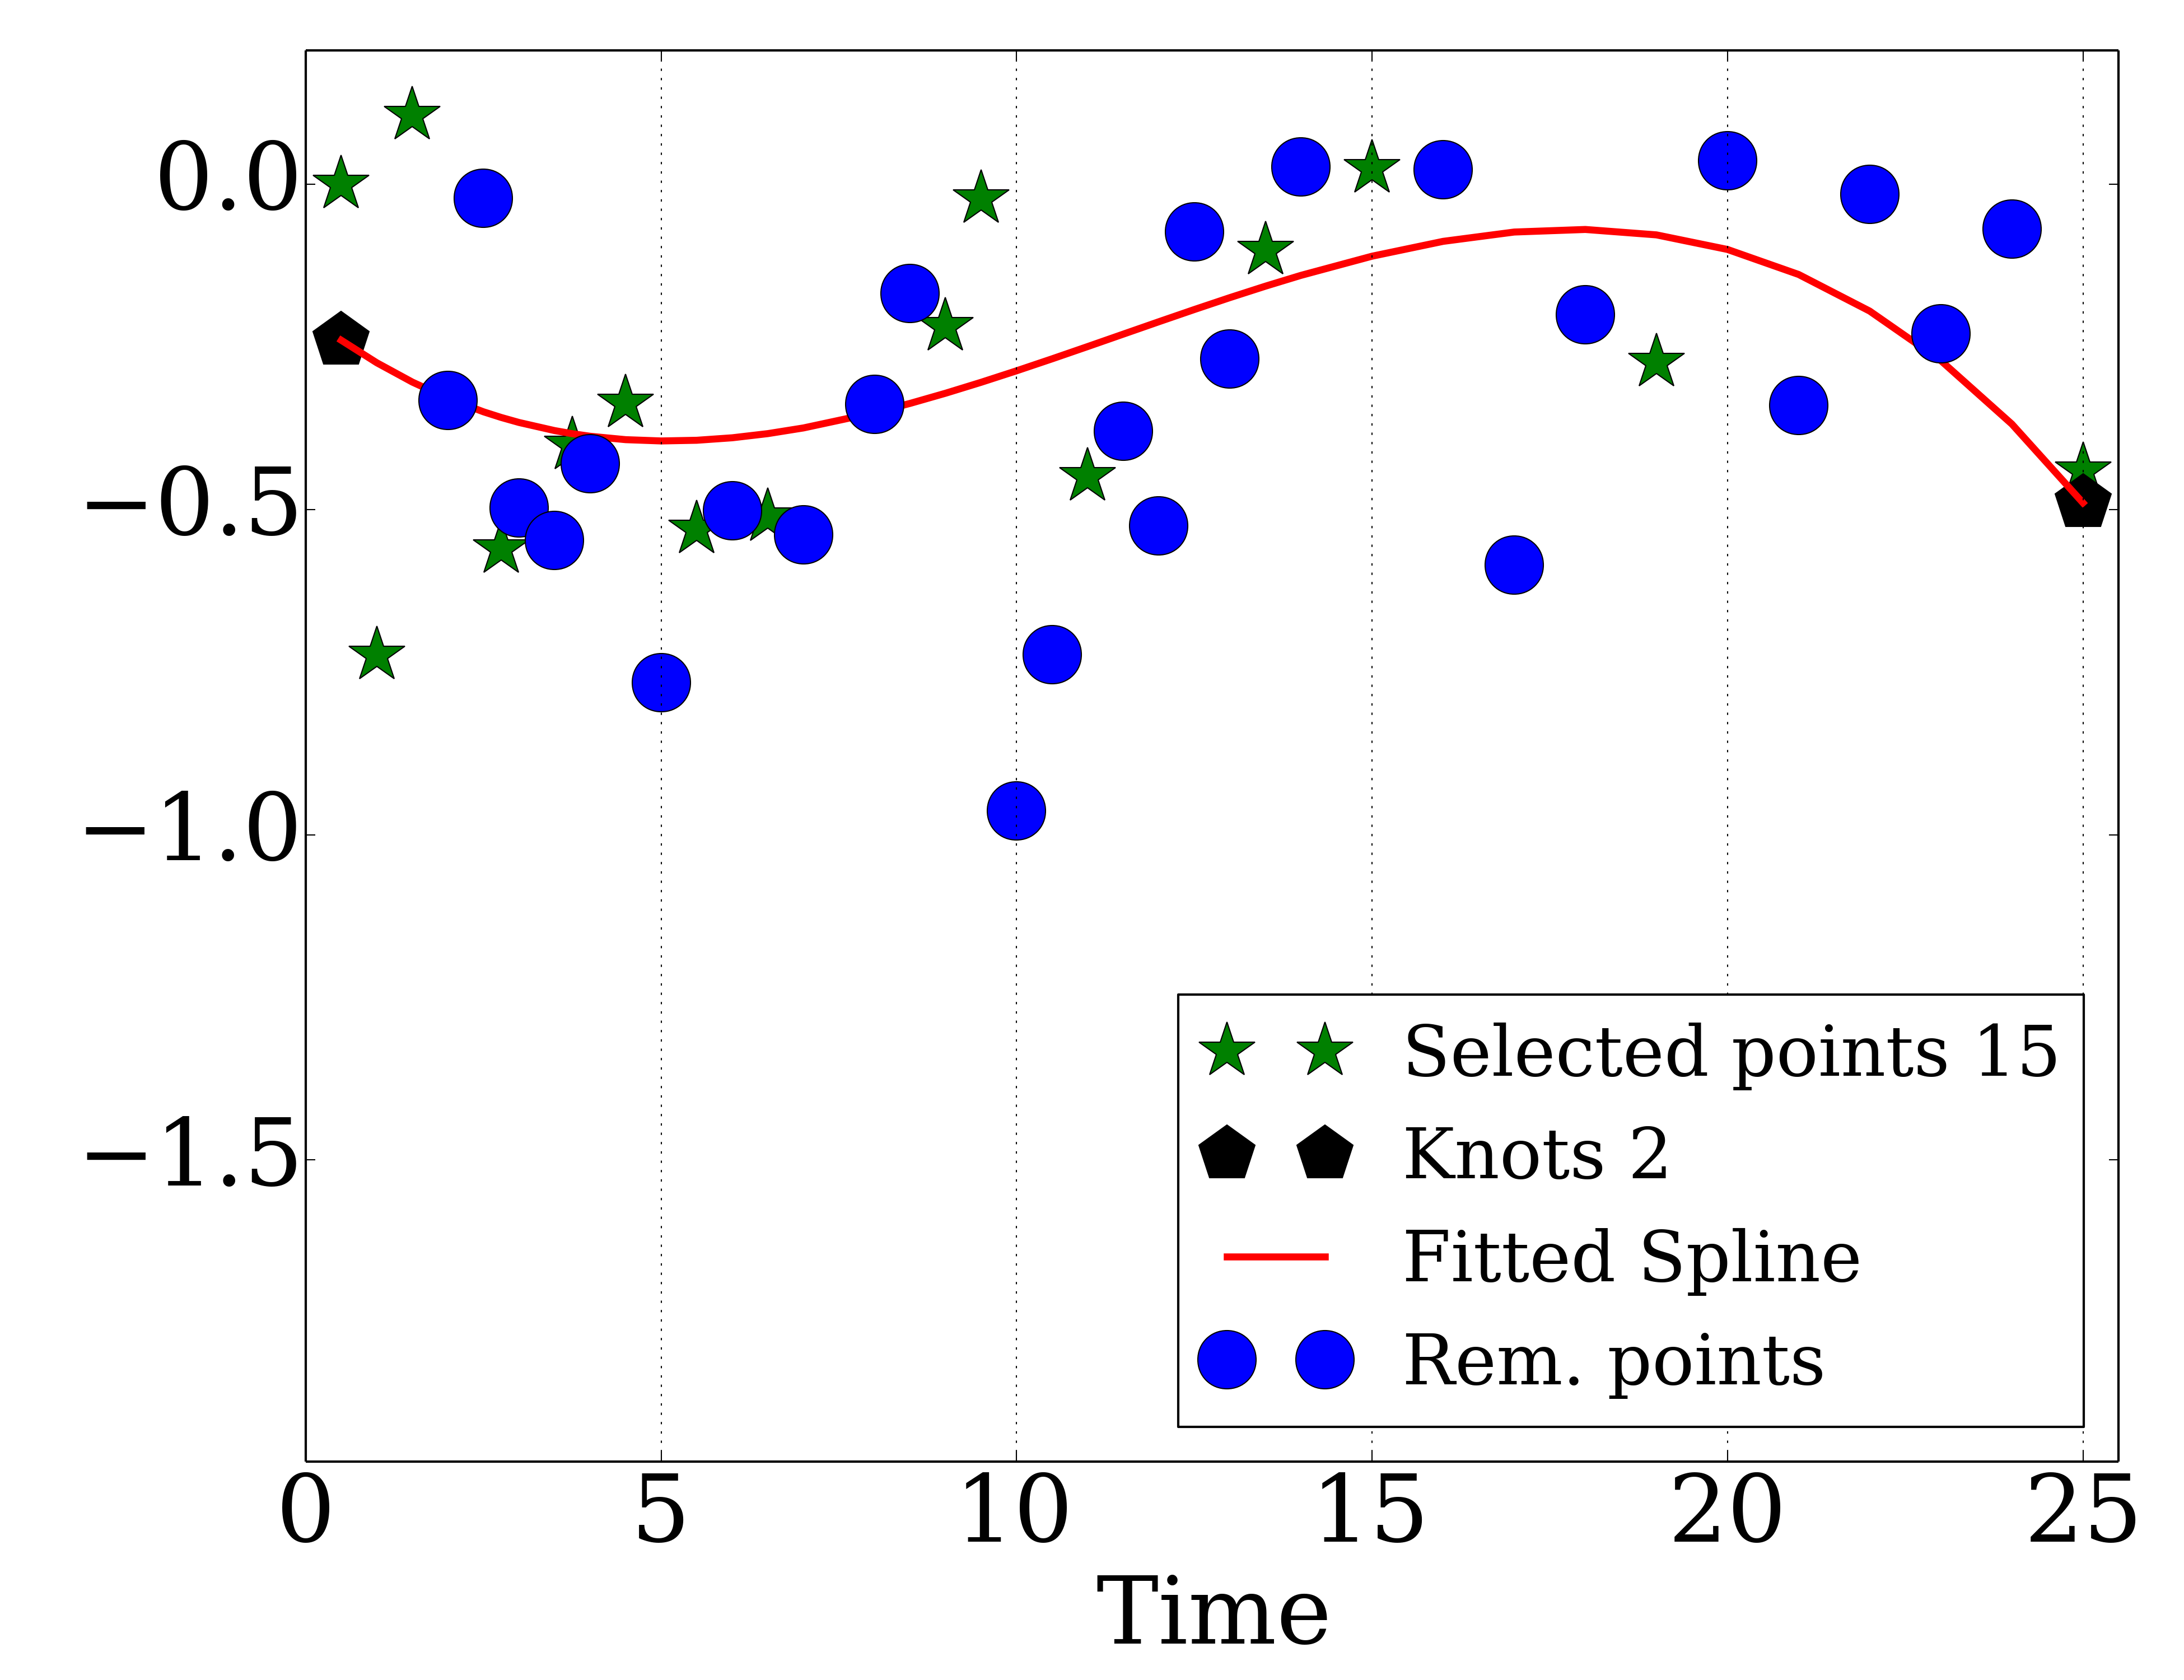 0.0
−0.5
−1.0
−1.5
Selected points 15
Knots 2
Fitted Spline
Rem. points
0 5 10 15 20 25
Time